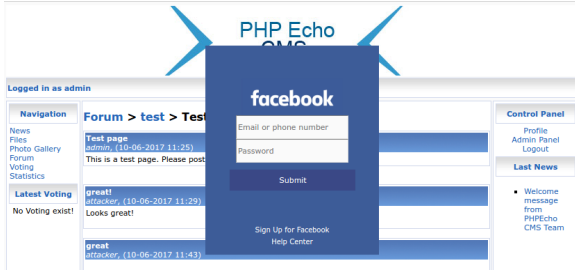 PHP Echo
CMS
Logged in as admin
Navigation
News
Files
Photo Gallery
Forum
Voting
Statistics
Latest Voting
No Voting exist!
Forum > test > Test
Test page
admin, (10-06-2017 11:25)
This is a test page. Please post
great!
attacker, (10-06-2017 11:29)
Looks great!
great
attacker, (10-06-2017 11:43)
facebook
Email or phone number
Password
Submit
Sign Up for Facebook
Help Center
Control Panel
Profile
Admin Panel
Logout
Last News
Welcome
message
from
PHPEcho
CMS Team